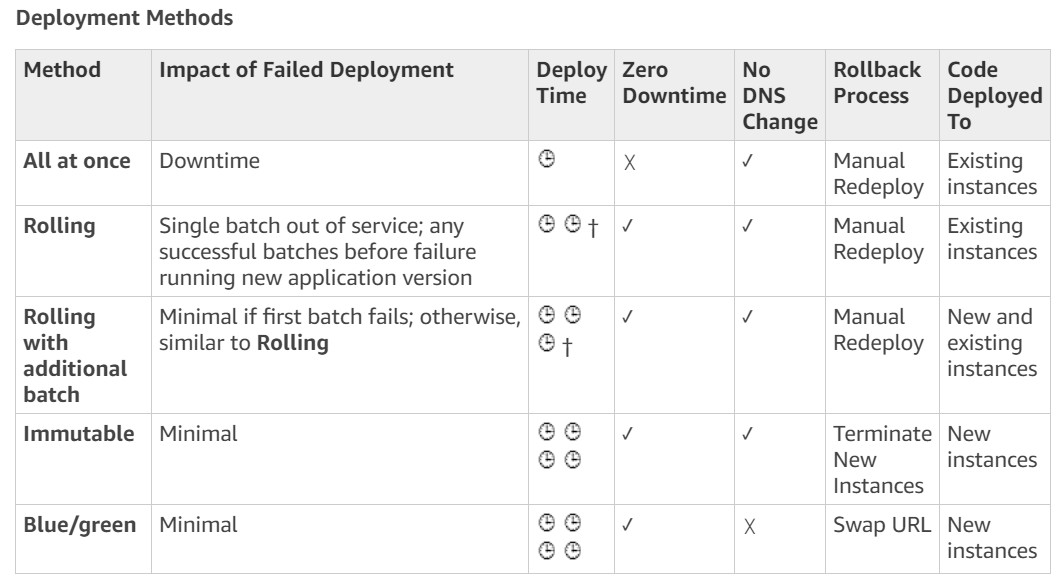 Deployment Methods
Method Impact of Failed Deployment Deploy Time Zero Downtime No DNS Change Rollback Process Code Deployed To
All at once Downtime 🕒 ☓ ✓ Manual Redeploy Existing instances
Rolling Single batch out of service; any successful batches before failure running new application version 🕒 🕒 † ✓ ✓ Manual Redeploy Existing instances
Rolling with additional batch Minimal if first batch fails; otherwise, similar to Rolling 🕒 🕒 🕒 † ✓ ✓ Manual Redeploy New and existing instances
Immutable Minimal 🕒 🕒 🕒 🕒 ✓ ✓ Terminate New Instances New instances
Blue/green Minimal 🕒 🕒 🕒 🕒 ✓ ☓ Swap URL New instances